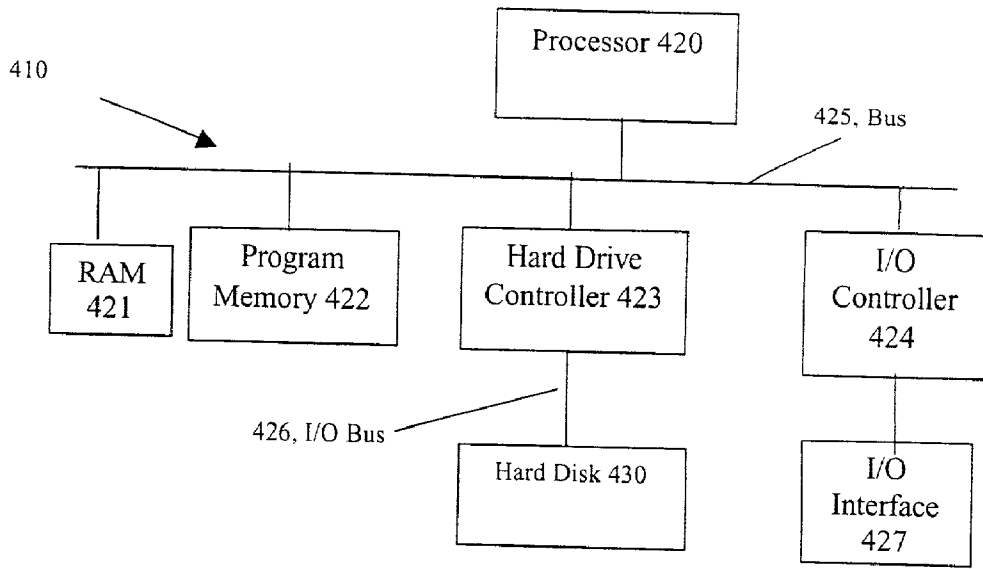 Processor 420
410
425, Bus
RAM
421
Program
Memory 422
Hard Drive
Controller 423
I/O
Controller
424
426, I/O Bus
Hard Disk 430
I/O
Interface
427